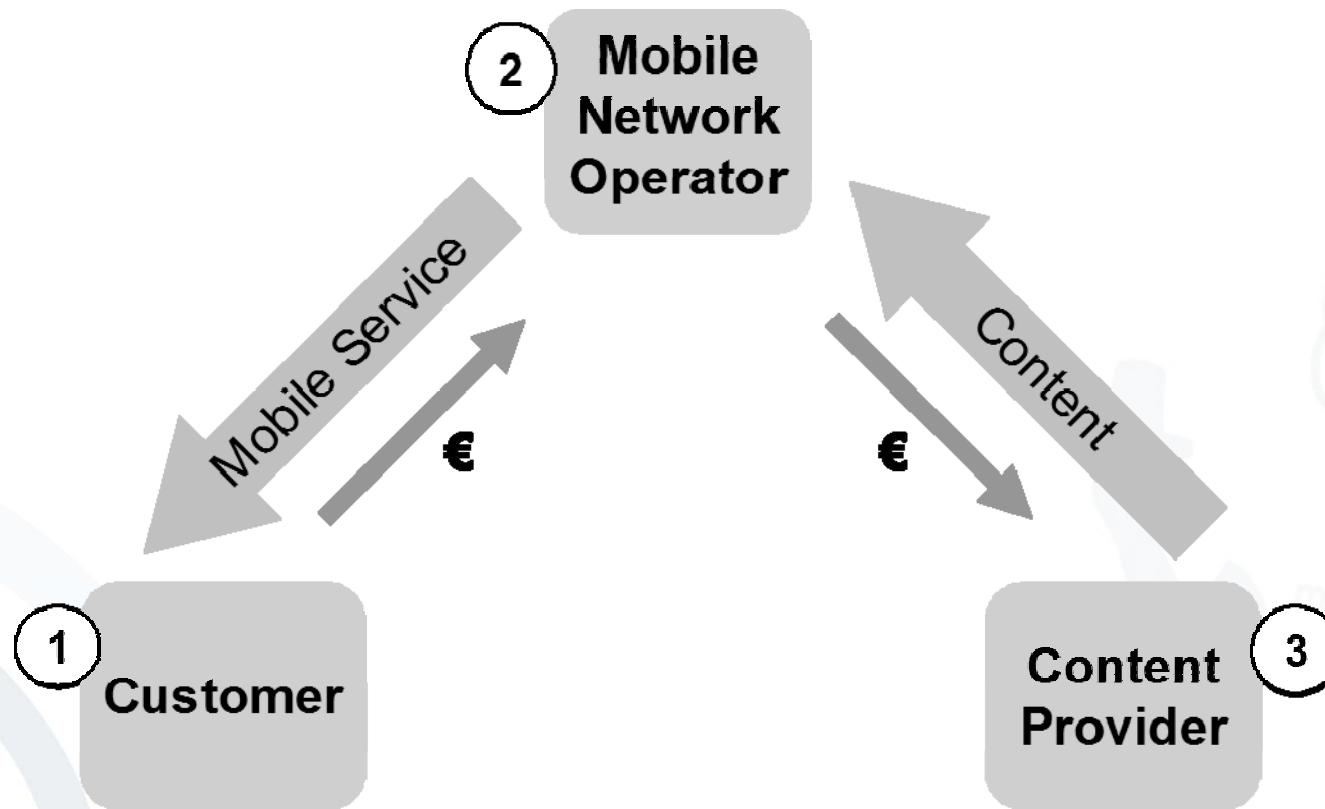 2
Mobile
Network
Operator
Mobile Service
€
€
Content
1
Customer
Content
Provider
3